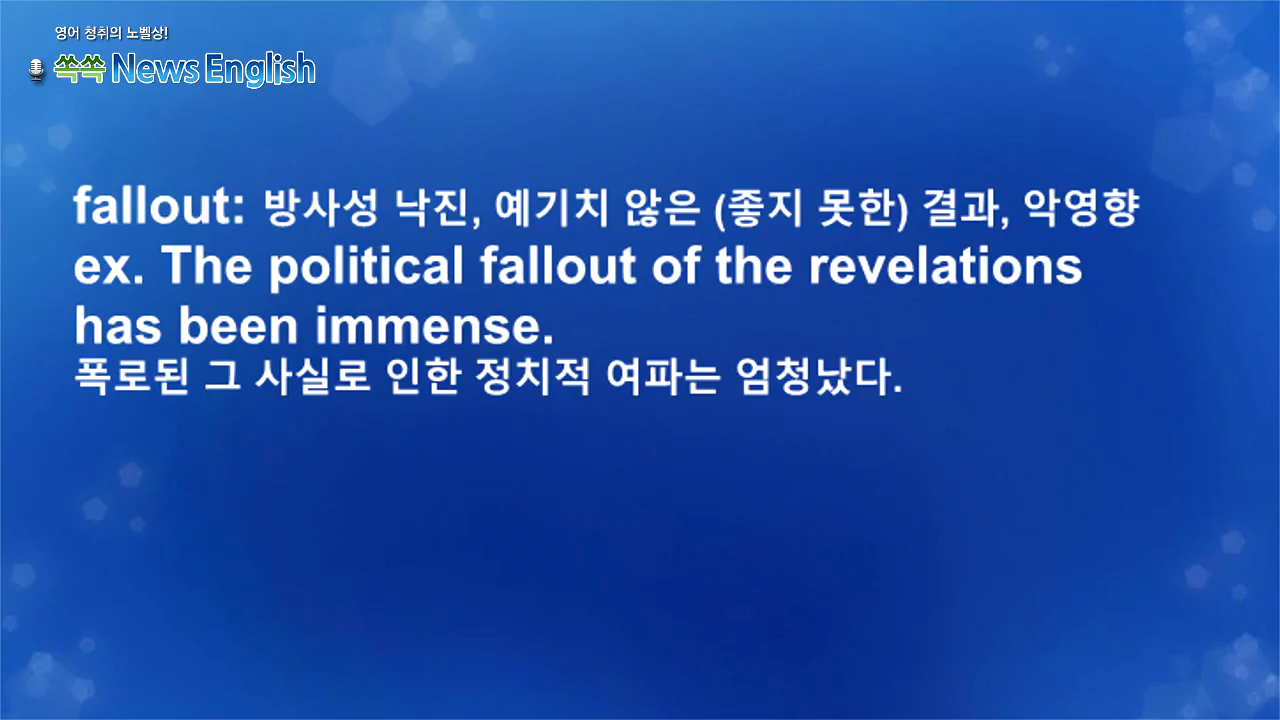 영어 청취의 노벨상!
쏙쏙 News English
fallout: 방사성 낙진, 예기치 않은 (좋지 못한) 결과, 악영향
ex. The political fallout of the revelations
has been immense.
폭로된 그 사실로 인한 정치적 여파는 엄청났다.